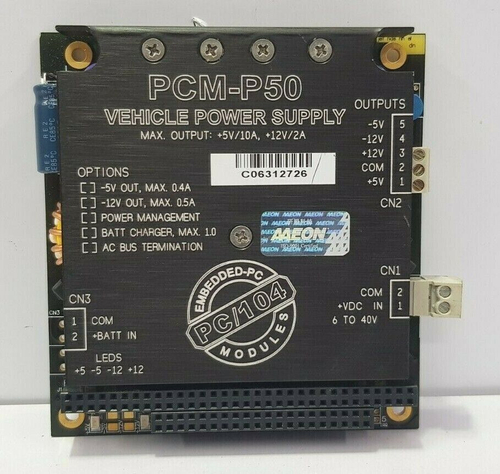 PCM-P50
VEHICLE POWER SUPPLY
MAX. OUTPUT: +5V/10A, +12V/2A
OUTPUTS
-5V 5
-12V 4
+12V 3
COM 2
+5V 1
CN2
C06312726
OPTIONS
-5V OUT, MAX. 0.4A
-12V OUT, MAX. 0.5A
POWER MANAGEMENT
BATT CHARGER, MAX. 1.0
AC BUS TERMINATION
AAEON
EMBEDDED-PC
PC/104
MODULES
CN1
COM 2
+VDC IN 1
6 TO 40V
CN3
CN3
1 COM
2 +BATT IN
LEDS
+5 -5 -12 +12